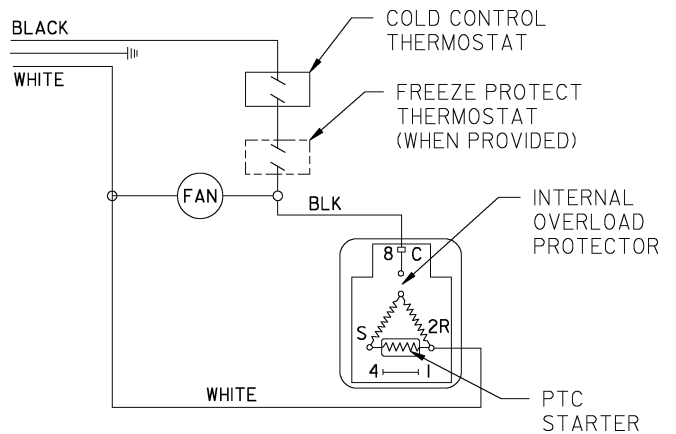 BLACK
WHITE
COLD CONTROL
THERMOSTAT
FREEZE PROTECT
THERMOSTAT
(WHEN PROVIDED)
FAN
BLK
INTERNAL
OVERLOAD
PROTECTOR
8 C
S 2R
4 1
WHITE
PTC
STARTER